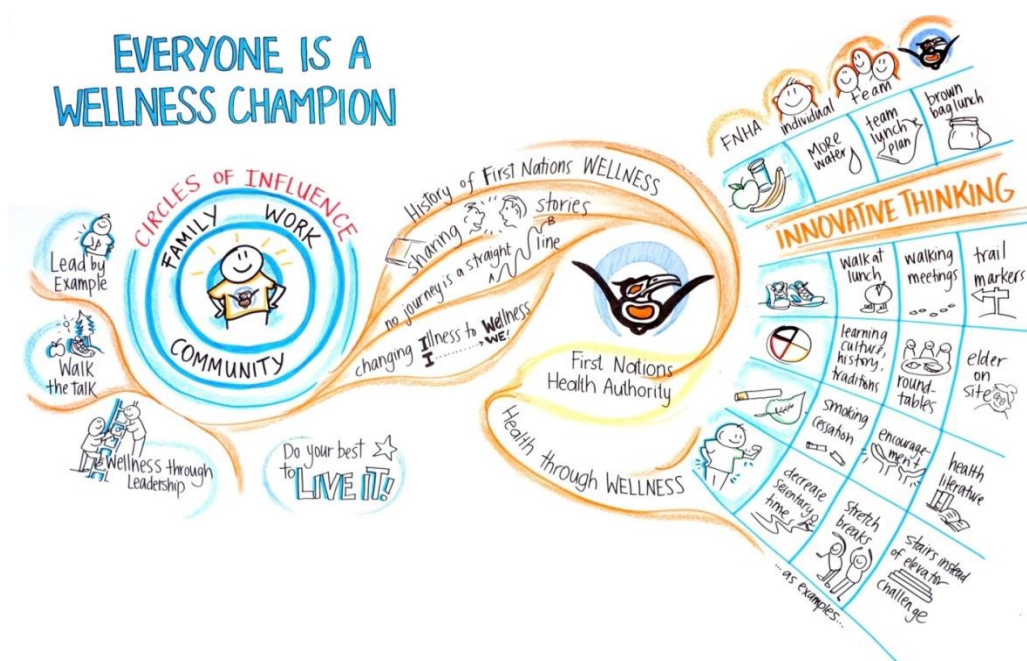 EVERYONE IS A
WELLNESS CHAMPION
CIRCLES OF INFLUENCE
FAMILY
WORK
COMMUNITY
Lead by
Example
Walk
the talk
Wellness through
Leadership
Do your best
to LIVE IT!
History of First Nations WELLNESS
sharing stories
no journey is a straight line
A
B
changing Illness to Wellness
I WE!
First Nations
Health Authority
Health through WELLNESS
FNHA
individual
team
MORE
water
team
lunch
plan
brown
bag lunch
INNOVATIVE THINKING
walk at
lunch
walking
meetings
trail
markers
learning
culture,
history,
traditions
round-
tables
elder
on
site
smoking
cessation
encourage-
ment
health
literature
decrease
sedentary
time
stretch
breaks
stairs instead
of elevator
challenge
...as examples...